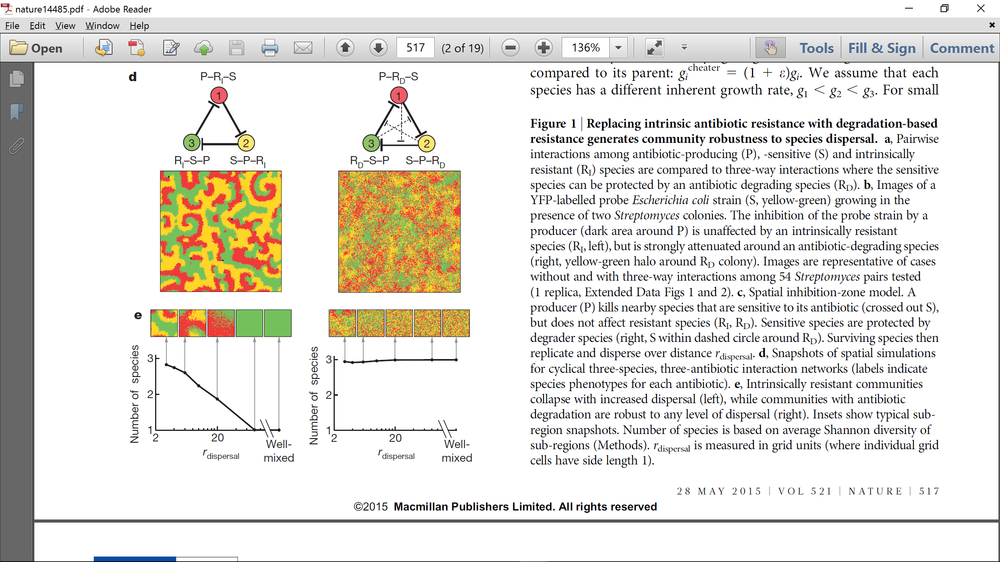 nature14485.pdf - Adobe Reader
File Edit View Window Help
Open 517 (2 of 19) 136% Tools Fill & Sign Comment
d
P–R_I–S
1
3
2
R_I–S–P S–P–R_I
P–R_D–S
1
3
2
R_D–S–P S–P–R_D
e
Number of species
3
2
1
2 20 Well-mixed
r_dispersal
Number of species
3
2
1
2 20 Well-mixed
r_dispersal
compared to its parent: g_i^cheater = (1 + ε)g_i. We assume that each
species has a different inherent growth rate, g_1 < g_2 < g_3. For small
Figure 1 | Replacing intrinsic antibiotic resistance with degradation-based
resistance generates community robustness to species dispersal. a, Pairwise
interactions among antibiotic-producing (P), -sensitive (S) and intrinsically
resistant (R_I) species are compared to three-way interactions where the sensitive
species can be protected by an antibiotic degrading species (R_D). b, Images of a
YFP-labelled probe Escherichia coli strain (S, yellow-green) growing in the
presence of two Streptomyces colonies. The inhibition of the probe strain by a
producer (dark area around P) is unaffected by an intrinsically resistant
species (R_I, left), but is strongly attenuated around an antibiotic-degrading species
(right, yellow-green halo around R_D colony). Images are representative of cases
without and with three-way interactions among 54 Streptomyces pairs tested
(1 replica, Extended Data Figs 1 and 2). c, Spatial inhibition-zone model. A
producer (P) kills nearby species that are sensitive to its antibiotic (crossed out S),
but does not affect resistant species (R_I, R_D). Sensitive species are protected by
degrader species (right, S within dashed circle around R_D). Surviving species then
replicate and disperse over distance r_dispersal. d, Snapshots of spatial simulations
for cyclical three-species, three-antibiotic interaction networks (labels indicate
species phenotypes for each antibiotic). e, Intrinsically resistant communities
collapse with increased dispersal (left), while communities with antibiotic
degradation are robust to any level of dispersal (right). Insets show typical sub-
region snapshots. Number of species is based on average Shannon diversity of
sub-regions (Methods). r_dispersal is measured in grid units (where individual grid
cells have side length 1).
28 MAY 2015 | VOL 521 | NATURE | 517
©2015 Macmillan Publishers Limited. All rights reserved